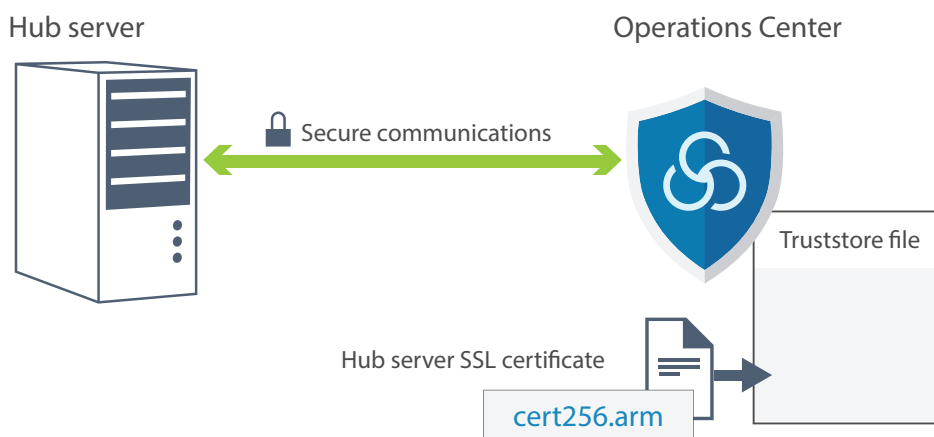 Hub server
Operations Center
Secure communications
Truststore file
Hub server SSL certificate
cert256.arm